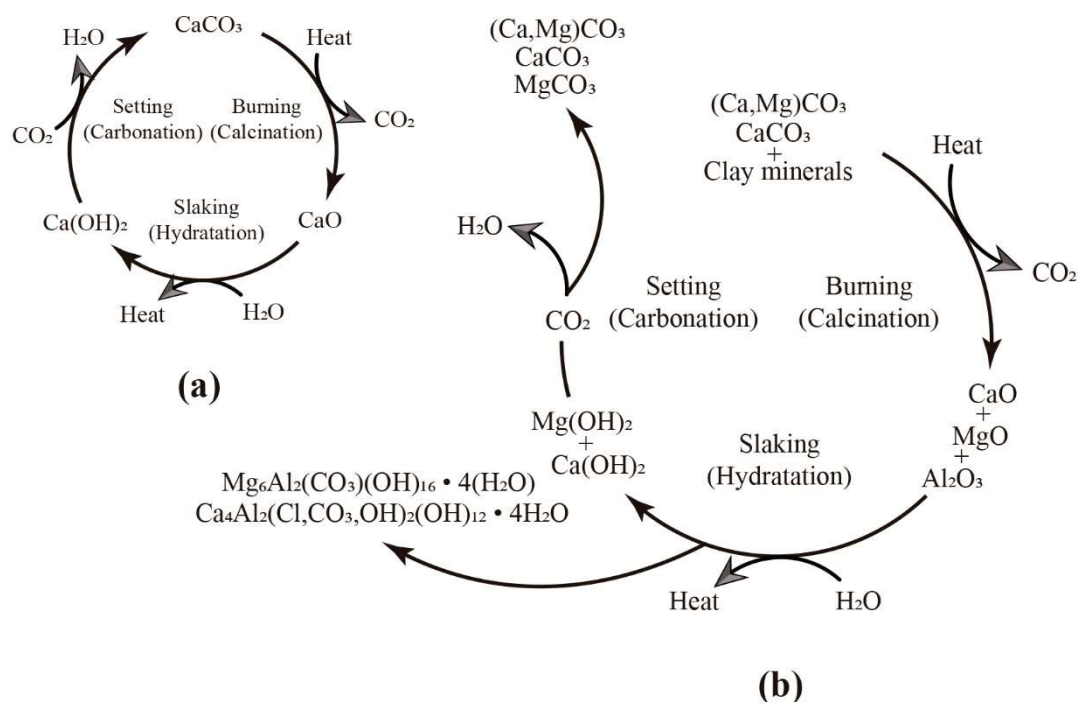 CaCO₃
H₂O
Heat
Setting
(Carbonation)
Burning
(Calcination)
CO₂
CO₂
Ca(OH)₂
Slaking
(Hydratation)
CaO
Heat
H₂O
(a)
(Ca,Mg)CO₃
CaCO₃
MgCO₃
(Ca,Mg)CO₃
CaCO₃
+
Clay minerals
Heat
H₂O
CO₂
Setting
(Carbonation)
Burning
(Calcination)
CO₂
CaO
+
MgO
+
Al₂O₃
Mg(OH)₂
+
Ca(OH)₂
Slaking
(Hydratation)
Mg₆Al₂(CO₃)(OH)₁₆ • 4(H₂O)
Ca₄Al₂(Cl,CO₃,OH)₂(OH)₁₂ • 4H₂O
Heat
H₂O
(b)